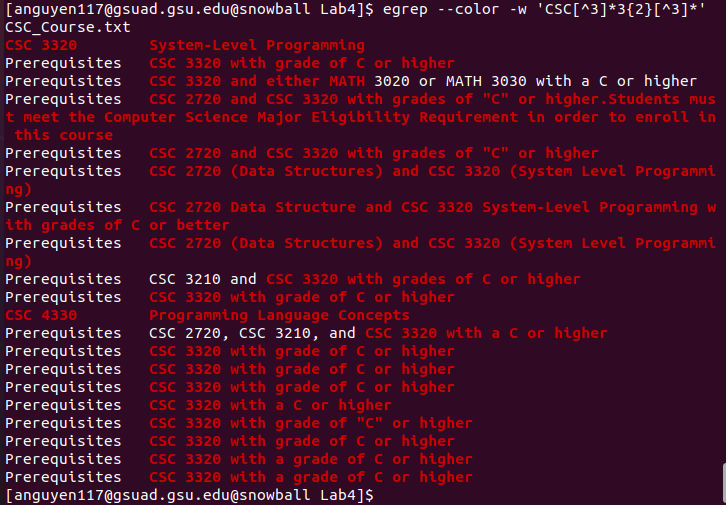 [anguyen117@gsuad.gsu.edu@snowball Lab4]$ egrep --color -w 'CSC[^3]*3{2}[^3]*'
CSC_Course.txt
CSC 3320        System-Level Programming
Prerequisites   CSC 3320 with grade of C or higher
Prerequisites   CSC 3320 and either MATH 3020 or MATH 3030 with a C or higher
Prerequisites   CSC 2720 and CSC 3320 with grades of "C" or higher.Students mus
t meet the Computer Science Major Eligibility Requirement in order to enroll in
 this course
Prerequisites   CSC 2720 and CSC 3320 with grades of "C" or higher
Prerequisites   CSC 2720 (Data Structures) and CSC 3320 (System Level Programmi
ng)
Prerequisites   CSC 2720 Data Structure and CSC 3320 System-Level Programming w
ith grades of C or better
Prerequisites   CSC 2720 (Data Structures) and CSC 3320 (System Level Programmi
ng)
Prerequisites   CSC 3210 and CSC 3320 with grades of C or higher
Prerequisites   CSC 3320 with grade of C or higher
CSC 4330        Programming Language Concepts
Prerequisites   CSC 2720, CSC 3210, and CSC 3320 with a C or higher
Prerequisites   CSC 3320 with grade of C or higher
Prerequisites   CSC 3320 with grade of C or higher
Prerequisites   CSC 3320 with grade of C or higher
Prerequisites   CSC 3320 with a C or higher
Prerequisites   CSC 3320 with grade of "C" or higher
Prerequisites   CSC 3320 with grade of C or higher
Prerequisites   CSC 3320 with a grade of C or higher
Prerequisites   CSC 3320 with a grade of C or higher
[anguyen117@gsuad.gsu.edu@snowball Lab4]$